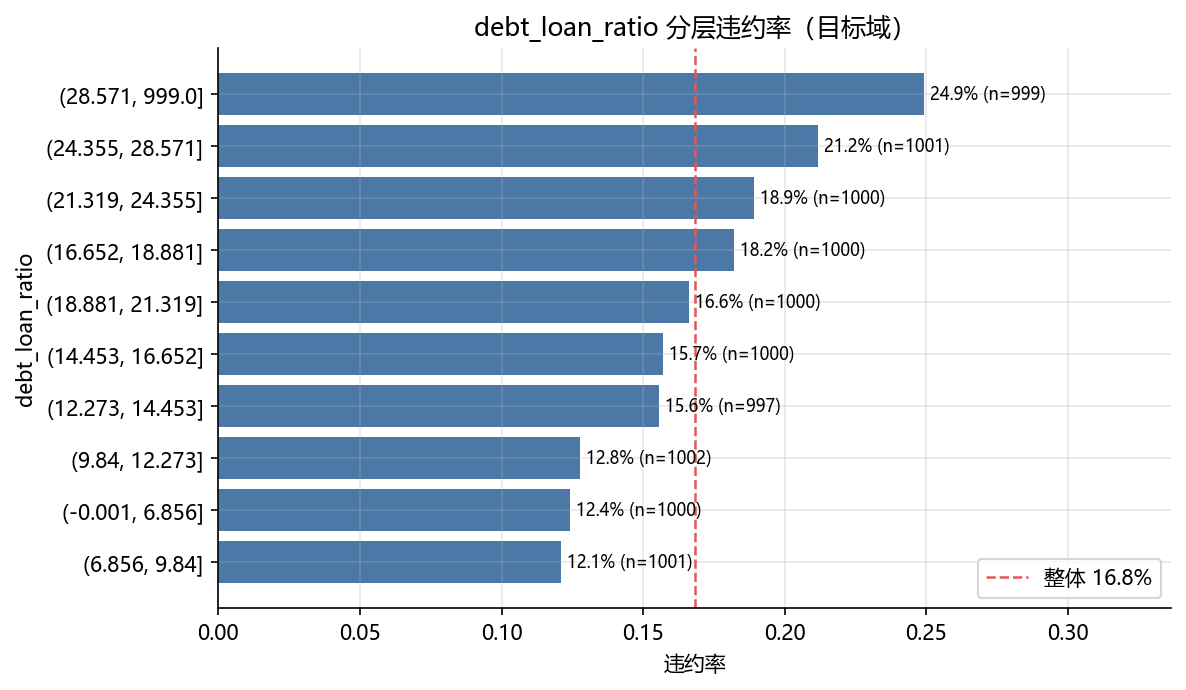 debt_loan_ratio 分层违约率（目标域）
debt_loan_ratio
(28.571, 999.0]
24.9% (n=999)
(24.355, 28.571]
21.2% (n=1001)
(21.319, 24.355]
18.9% (n=1000)
(16.652, 18.881]
18.2% (n=1000)
(18.881, 21.319]
16.6% (n=1000)
(14.453, 16.652]
15.7% (n=1000)
(12.273, 14.453]
15.6% (n=997)
(9.84, 12.273]
12.8% (n=1002)
(-0.001, 6.856]
12.4% (n=1000)
(6.856, 9.84]
12.1% (n=1001)
整体 16.8%
0.00 0.05 0.10 0.15 0.20 0.25 0.30
违约率